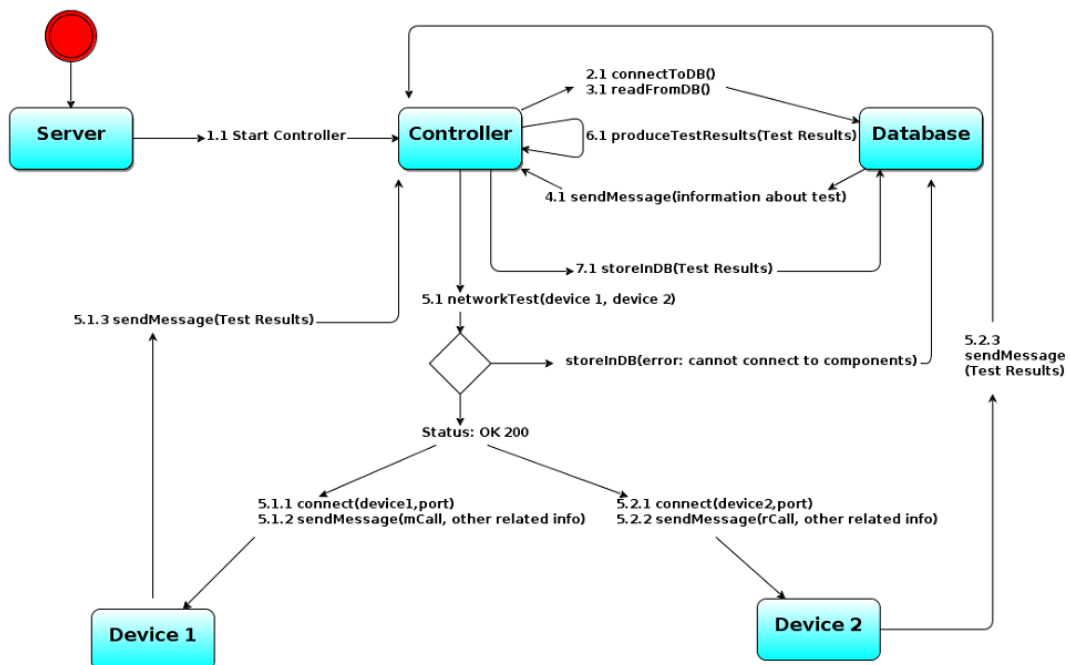 2.1 connectToDB()
3.1 readFromDB()
Server
1.1 Start Controller
Controller
6.1 produceTestResults(Test Results)
Database
4.1 sendMessage(information about test)
7.1 storeInDB(Test Results)
5.1 networkTest(device 1, device 2)
5.1.3 sendMessage(Test Results)
5.2.3
sendMessage
(Test Results)
storeInDB(error: cannot connect to components)
Status: OK 200
5.1.1 connect(device1,port)
5.1.2 sendMessage(mCall, other related info)
5.2.1 connect(device2,port)
5.2.2 sendMessage(rCall, other related info)
Device 1
Device 2